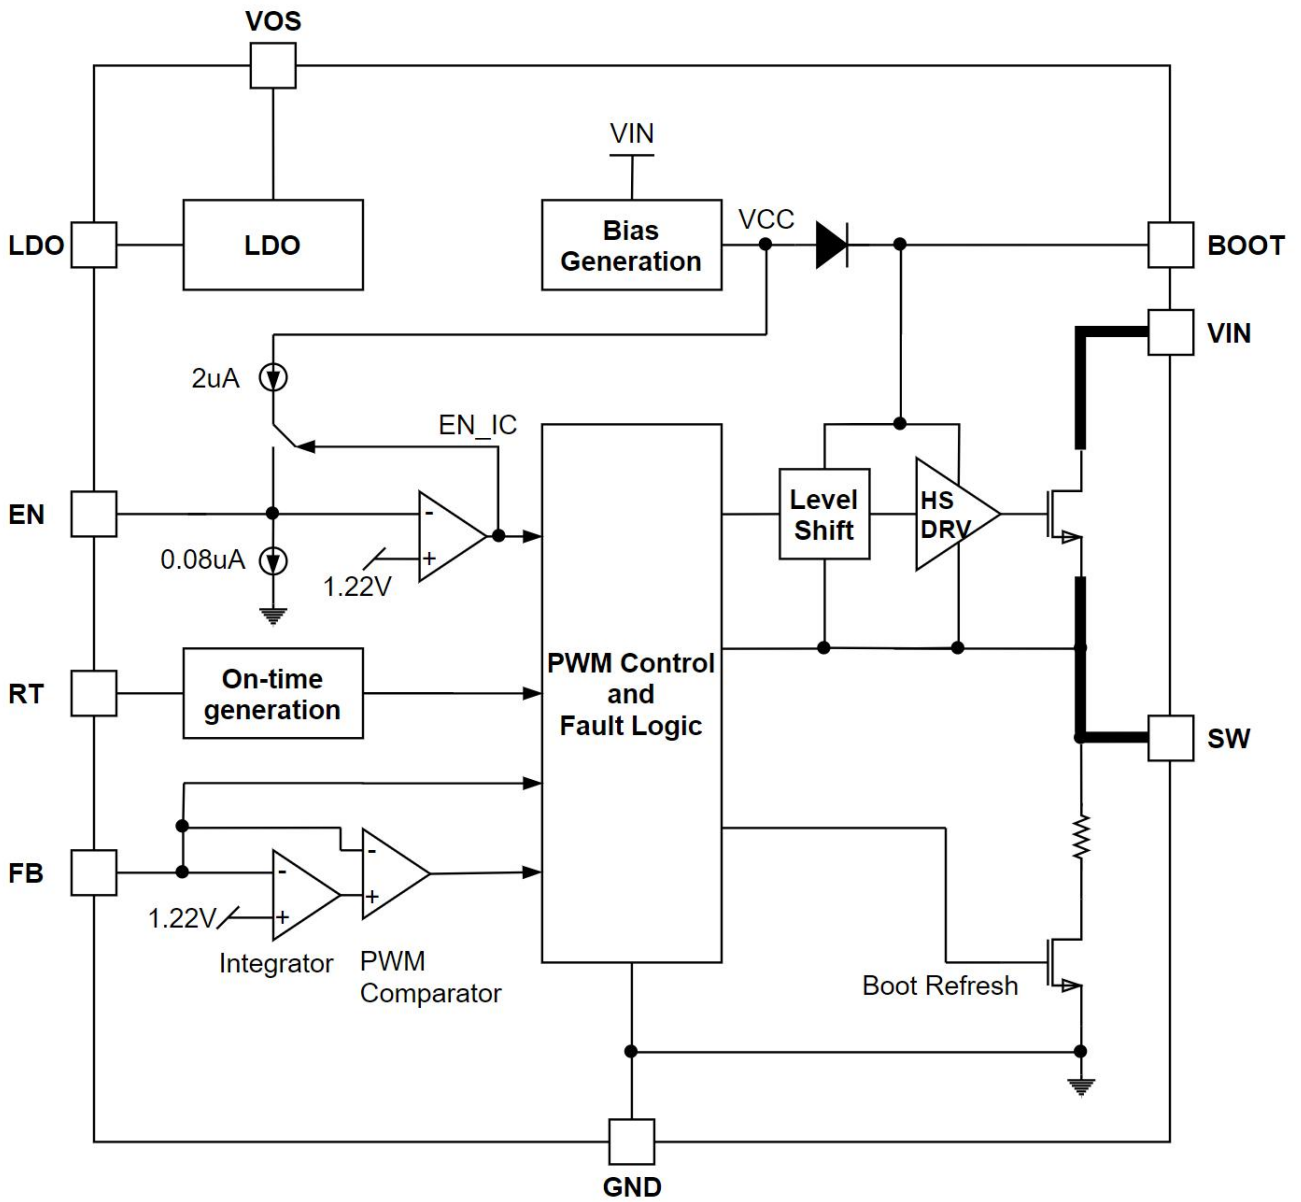 VOS
VIN
LDO
LDO
Bias
Generation
VCC
BOOT
VIN
2uA
EN_IC
EN
-
+
0.08uA
1.22V
Level
Shift
HS
DRV
RT
On-time
generation
PWM Control
and
Fault Logic
SW
FB
-
+
-
+
1.22V
Integrator
PWM
Comparator
Boot Refresh
GND